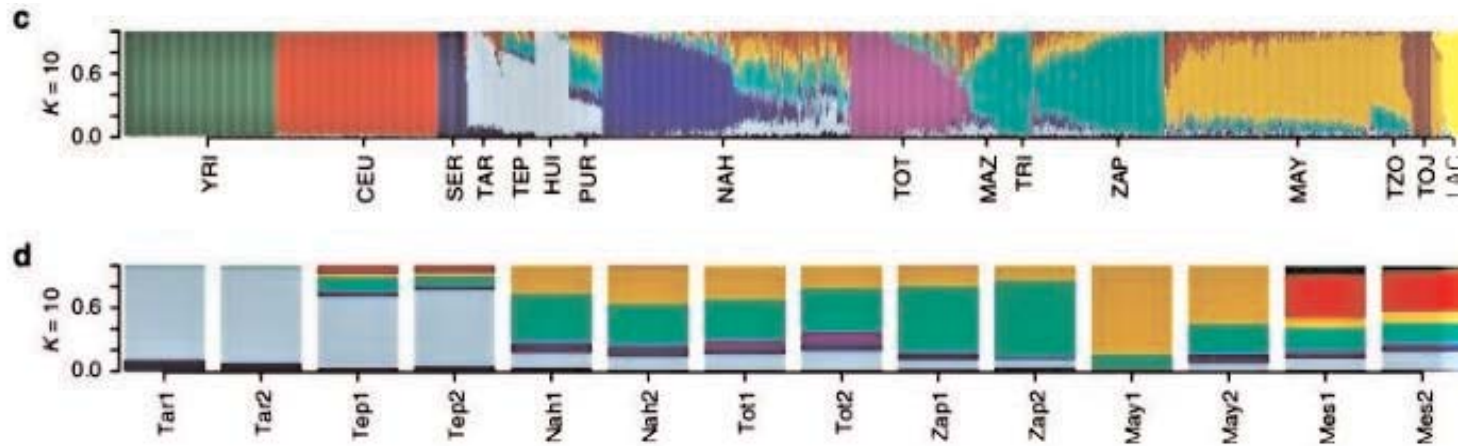 c
K = 10
0.6
0.0
YRI
CEU
SER
TAR
TEP
HUI
PUR
NAH
TOT
MAZ
TRI
ZAP
MAY
TZO
TOJ
LAC
d
K = 10
0.6
0.0
Tar1
Tar2
Tep1
Tep2
Nah1
Nah2
Tot1
Tot2
Zap1
Zap2
May1
May2
Mes1
Mes2